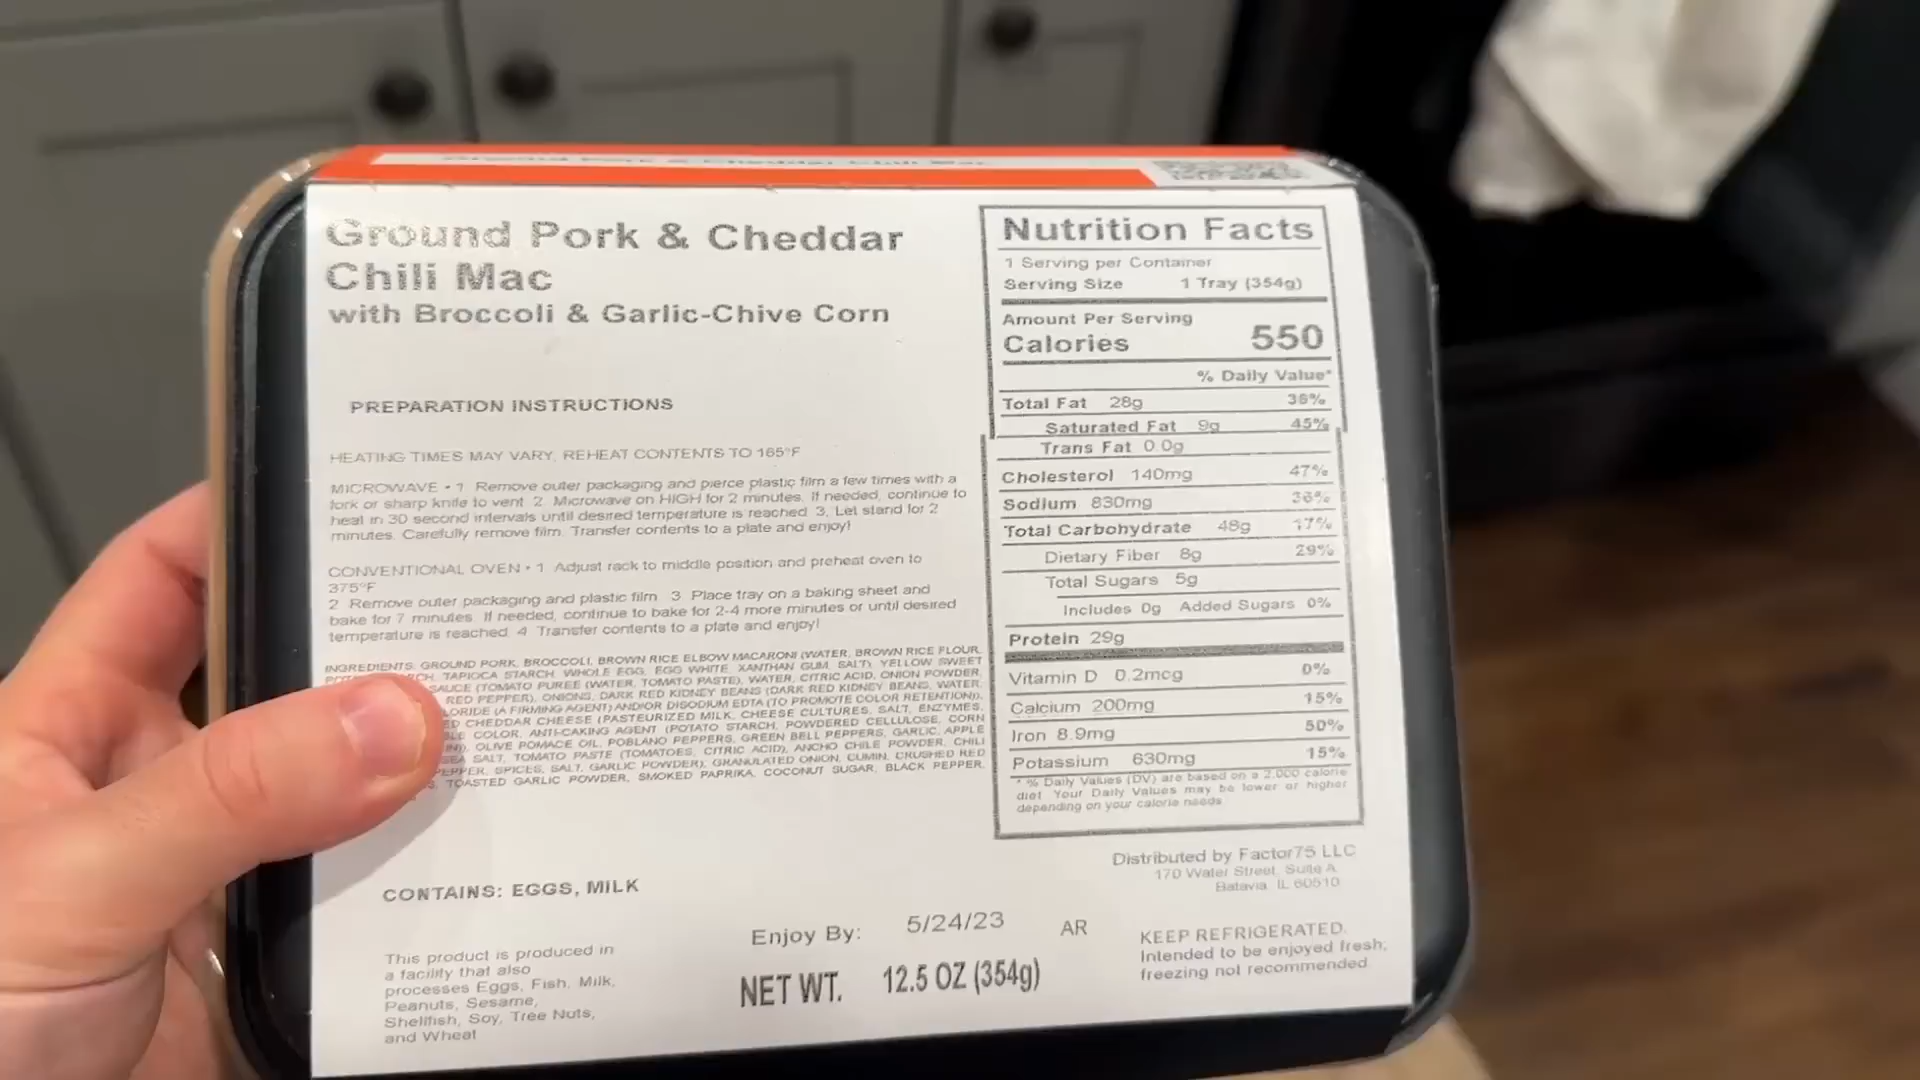 Ground Pork & Cheddar Chili Mac
Ground Pork & Cheddar
Chili Mac
with Broccoli & Garlic-Chive Corn
PREPARATION INSTRUCTIONS
HEATING TIMES MAY VARY, REHEAT CONTENTS TO 165°F
MICROWAVE • 1 Remove outer packaging and pierce plastic film a few times with a
fork or sharp knife to vent 2 Microwave on HIGH for 2 minutes. If needed, continue to
heat in 30 second intervals until desired temperature is reached 3. Let stand for 2
minutes. Carefully remove film. Transfer contents to a plate and enjoy!
CONVENTIONAL OVEN • 1 Adjust rack to middle position and preheat oven to
375°F
2 Remove outer packaging and plastic film 3 Place tray on a baking sheet and
bake for 7 minutes. If needed, continue to bake for 2-4 more minutes or until desired
temperature is reached 4 Transfer contents to a plate and enjoy!
INGREDIENTS: GROUND PORK, BROCCOLI, BROWN RICE ELBOW MACARONI (WATER, BROWN RICE FLOUR,
TAPIOCA STARCH, WHOLE EGG, EGG WHITE, XANTHAN GUM, SALT), YELLOW SWEET
SAUCE (TOMATO PUREE (WATER, TOMATO PASTE), WATER, CITRIC ACID, ONION POWDER,
RED PEPPER), ONIONS, DARK RED KIDNEY BEANS (DARK RED KIDNEY BEANS, WATER,
(A FIRMING AGENT) AND/OR DISODIUM EDTA (TO PROMOTE COLOR RETENTION)),
CHEDDAR CHEESE (PASTEURIZED MILK, CHEESE CULTURES, SALT, ENZYMES,
COLOR, ANTI-CAKING AGENT (POTATO STARCH, POWDERED CELLULOSE, CORN
OLIVE POMACE OIL, POBLANO PEPPERS, GREEN BELL PEPPERS, GARLIC, APPLE
SEA SALT, TOMATO PASTE (TOMATOES, CITRIC ACID), ANCHO CHILE POWDER, CHILI
PEPPER, SPICES, SALT, GARLIC POWDER), GRANULATED ONION, CUMIN, CRUSHED RED
TOASTED GARLIC POWDER, SMOKED PAPRIKA, COCONUT SUGAR, BLACK PEPPER,
CONTAINS: EGGS, MILK
This product is produced in
a facility that also
processes Eggs, Fish, Milk,
Peanuts, Sesame,
Shellfish, Soy, Tree Nuts,
and Wheat
Enjoy By: 5/24/23 AR
NET WT. 12.5 OZ (354g)
Nutrition Facts
1 Serving per Container
Serving Size 1 Tray (354g)
Amount Per Serving
Calories 550
% Daily Value*
Total Fat 28g 36%
Saturated Fat 9g 45%
Trans Fat 0.0g
Cholesterol 140mg 47%
Sodium 830mg 36%
Total Carbohydrate 48g 17%
Dietary Fiber 8g 29%
Total Sugars 5g
Includes 0g Added Sugars 0%
Protein 29g
Vitamin D 0.2mcg 0%
Calcium 200mg 15%
Iron 8.9mg 50%
Potassium 630mg 15%
* % Daily Values (DV) are based on a 2,000 calorie
diet Your Daily Values may be lower or higher
depending on your calorie needs
Distributed by Factor75 LLC
170 Water Street, Suite A
Batavia, IL 60510
KEEP REFRIGERATED.
Intended to be enjoyed fresh;
freezing not recommended.